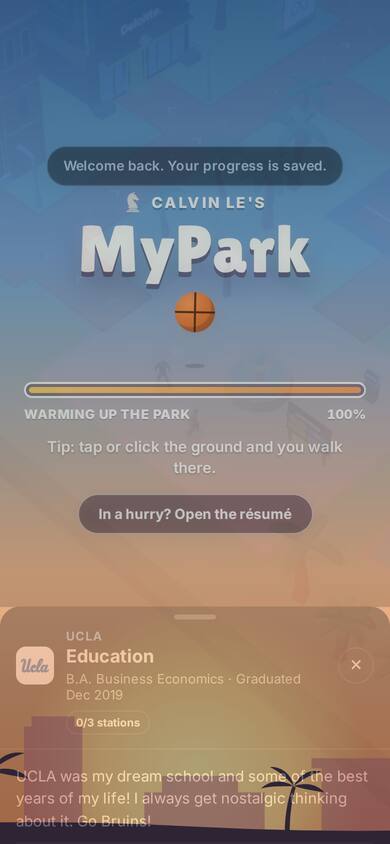 Deloitte.
Welcome back. Your progress is saved.
CALVIN LE'S
MyPark
WARMING UP THE PARK 100%
Tip: tap or click the ground and you walk
there.
In a hurry? Open the résumé
UCLA
Ucla
Education
B.A. Business Economics · Graduated
Dec 2019
0/3 stations
UCLA was my dream school and some of the best
years of my life! I always get nostalgic thinking
about it. Go Bruins!